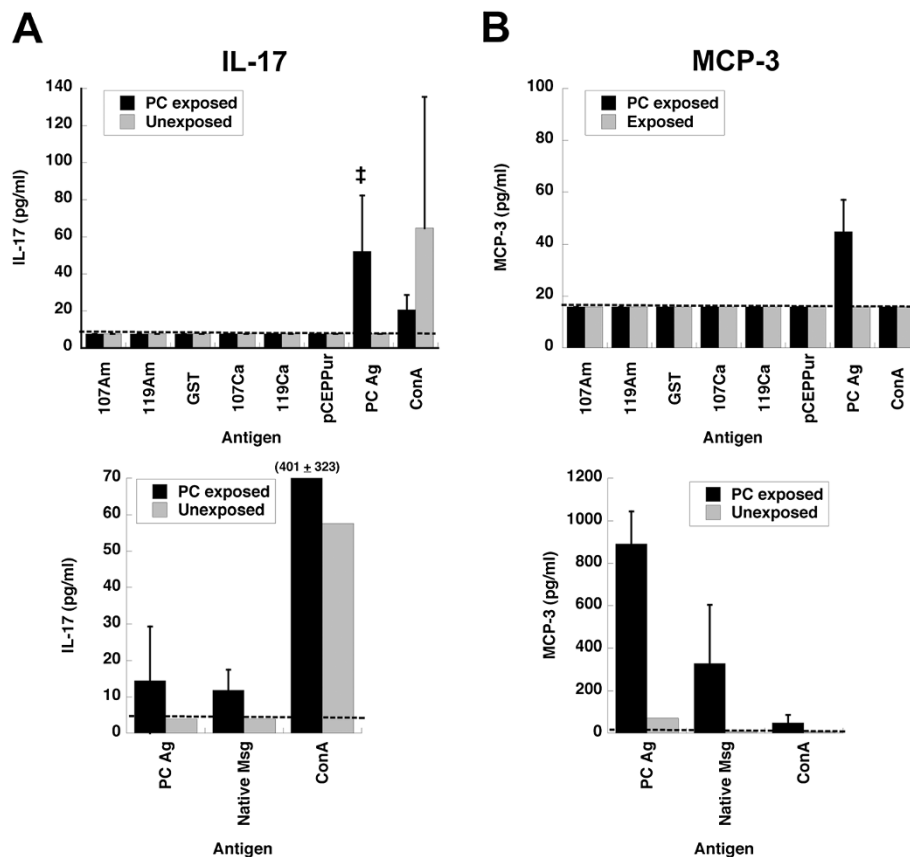 A
IL-17
140
120
100
80
60
40
20
0
IL-17 (pg/ml)
PC exposed
Unexposed
‡
107Am
119Am
GST
107Ca
119Ca
pCEPPur
PC Ag
ConA
Antigen
B
MCP-3
100
80
60
40
20
0
MCP-3 (pg/ml)
PC exposed
Exposed
107Am
119Am
GST
107Ca
119Ca
pCEPPur
PC Ag
ConA
Antigen
(401 ± 323)
70
60
50
40
30
20
10
0
IL-17 (pg/ml)
PC exposed
Unexposed
PC Ag
Native Msg
ConA
Antigen
1200
1000
800
600
400
200
0
MCP-3 (pg/ml)
PC exposed
Unexposed
PC Ag
Native Msg
ConA
Antigen